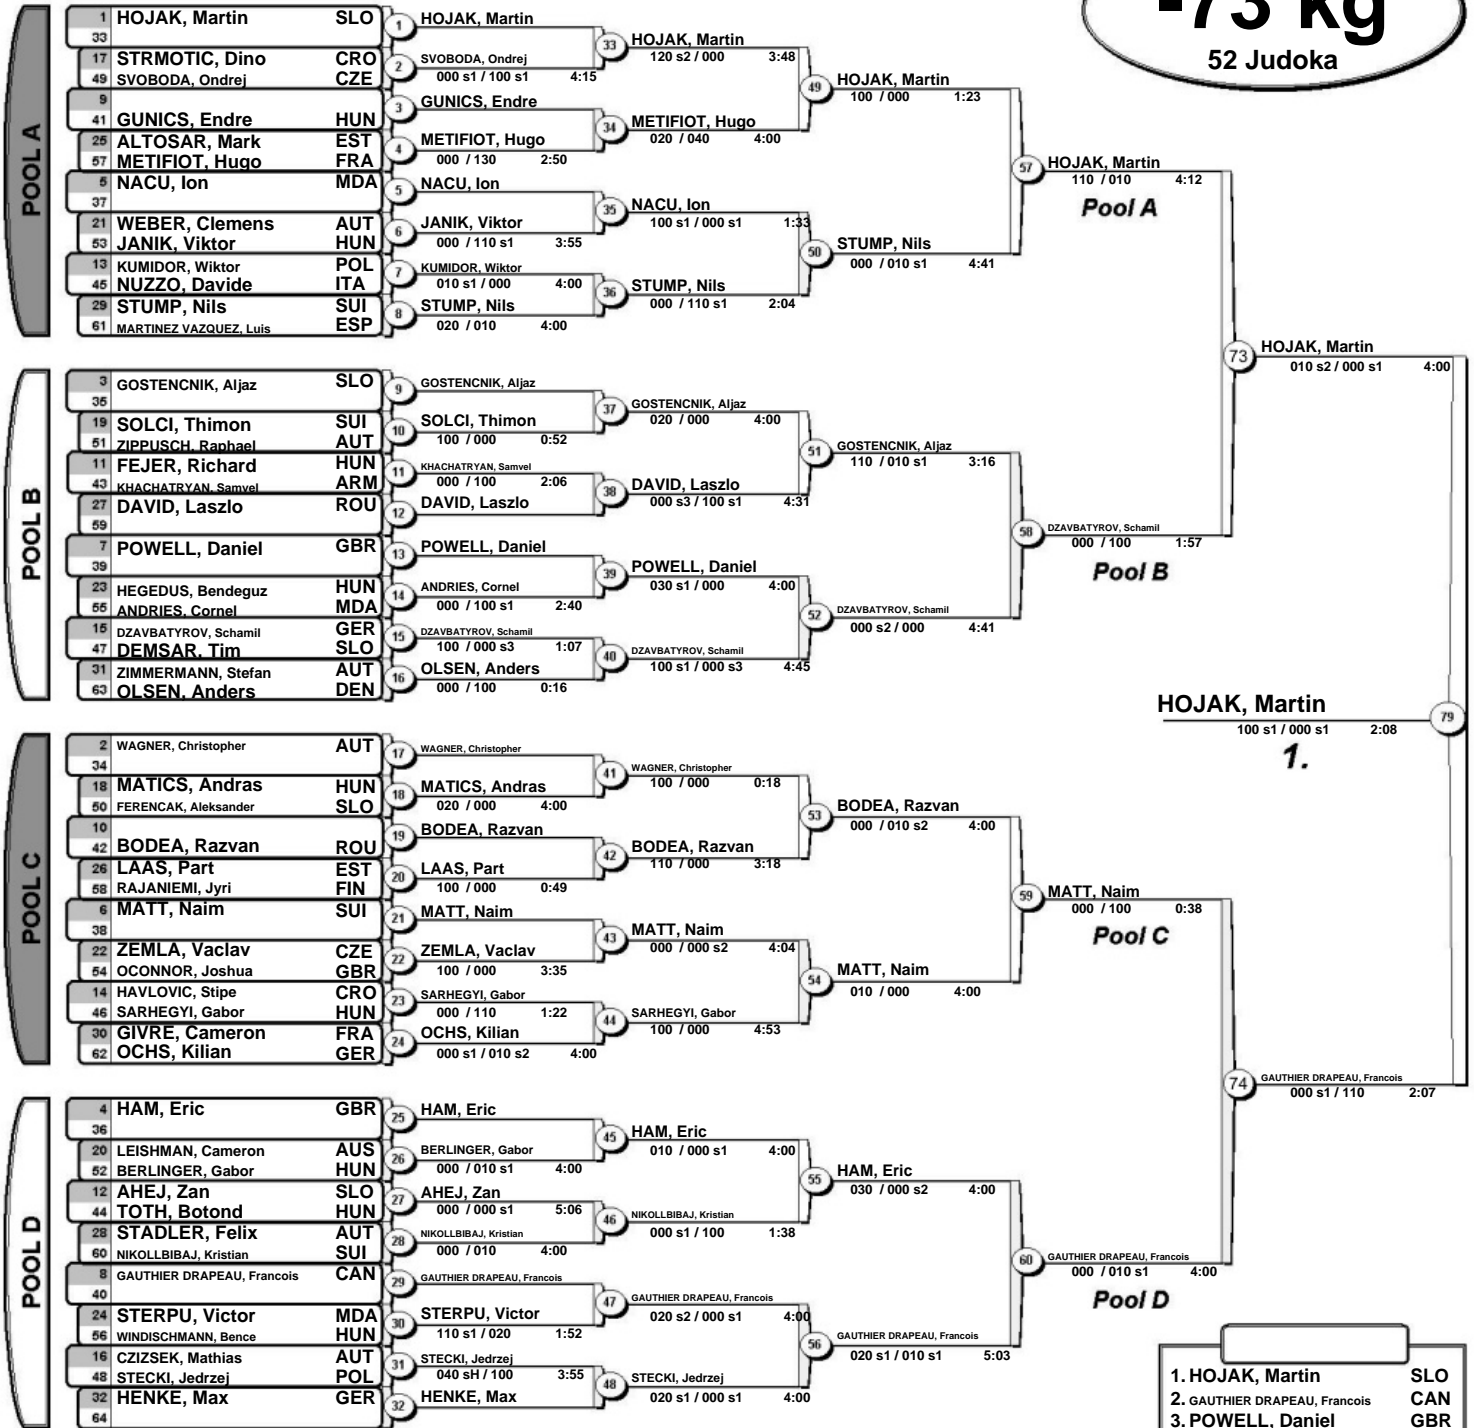 -73 kg
52 Judoka
POOL A
1 HOJAK, Martin SLO
33
17 STRMOTIC, Dino CRO
49 SVOBODA, Ondrej CZE
9
41 GUNICS, Endre HUN
25 ALTOSAR, Mark EST
57 METIFIOT, Hugo FRA
5 NACU, Ion MDA
37
21 WEBER, Clemens AUT
53 JANIK, Viktor HUN
13 KUMIDOR, Wiktor POL
45 NUZZO, Davide ITA
29 STUMP, Nils SUI
61 MARTINEZ VAZQUEZ, Luis ESP
1 HOJAK, Martin
2 SVOBODA, Ondrej
000 s1 / 100 s1 4:15
3 GUNICS, Endre
4 METIFIOT, Hugo
000 / 130 2:50
5 NACU, Ion
6 JANIK, Viktor
000 / 110 s1 3:55
7 KUMIDOR, Wiktor
010 s1 / 000 4:00
8 STUMP, Nils
020 / 010 4:00
33 HOJAK, Martin
120 s2 / 000 3:48
34 METIFIOT, Hugo
020 / 040 4:00
35 NACU, Ion
100 s1 / 000 s1 1:33
36 STUMP, Nils
000 / 110 s1 2:04
49 HOJAK, Martin
100 / 000 1:23
50 STUMP, Nils
000 / 010 s1 4:41
57 HOJAK, Martin
110 / 010 4:12
Pool A
POOL B
3 GOSTENCNIK, Aljaz SLO
35
19 SOLCI, Thimon SUI
51 ZIPPUSCH, Raphael AUT
11 FEJER, Richard HUN
43 KHACHATRYAN, Samvel ARM
27 DAVID, Laszlo ROU
59
7 POWELL, Daniel GBR
39
23 HEGEDUS, Bendeguz HUN
55 ANDRIES, Cornel MDA
15 DZAVBATYROV, Schamil GER
47 DEMSAR, Tim SLO
31 ZIMMERMANN, Stefan AUT
63 OLSEN, Anders DEN
9 GOSTENCNIK, Aljaz
10 SOLCI, Thimon
100 / 000 0:52
11 KHACHATRYAN, Samvel
000 / 100 2:06
12 DAVID, Laszlo
13 POWELL, Daniel
14 ANDRIES, Cornel
000 / 100 s1 2:40
15 DZAVBATYROV, Schamil
100 / 000 s3 1:07
16 OLSEN, Anders
000 / 100 0:16
37 GOSTENCNIK, Aljaz
020 / 000 4:00
38 DAVID, Laszlo
000 s3 / 100 s1 4:31
39 POWELL, Daniel
030 s1 / 000 4:00
40 DZAVBATYROV, Schamil
100 s1 / 000 s3 4:45
51 GOSTENCNIK, Aljaz
110 / 010 s1 3:16
52 DZAVBATYROV, Schamil
000 s2 / 000 4:41
58 DZAVBATYROV, Schamil
000 / 100 1:57
Pool B
73 HOJAK, Martin
010 s2 / 000 s1 4:00
HOJAK, Martin 79
100 s1 / 000 s1 2:08
1.
POOL C
2 WAGNER, Christopher AUT
34
18 MATICS, Andras HUN
50 FERENCAK, Aleksander SLO
10
42 BODEA, Razvan ROU
26 LAAS, Part EST
58 RAJANIEMI, Jyri FIN
6 MATT, Naim SUI
38
22 ZEMLA, Vaclav CZE
54 OCONNOR, Joshua GBR
14 HAVLOVIC, Stipe CRO
46 SARHEGYI, Gabor HUN
30 GIVRE, Cameron FRA
62 OCHS, Kilian GER
17 WAGNER, Christopher
18 MATICS, Andras
020 / 000 4:00
19 BODEA, Razvan
20 LAAS, Part
100 / 000 0:49
21 MATT, Naim
22 ZEMLA, Vaclav
100 / 000 3:35
23 SARHEGYI, Gabor
000 / 110 1:22
24 OCHS, Kilian
000 s1 / 010 s2 4:00
41 WAGNER, Christopher
100 / 000 0:18
42 BODEA, Razvan
110 / 000 3:18
43 MATT, Naim
000 / 000 s2 4:04
44 SARHEGYI, Gabor
100 / 000 4:53
53 BODEA, Razvan
000 / 010 s2 4:00
54 MATT, Naim
010 / 000 4:00
59 MATT, Naim
000 / 100 0:38
Pool C
POOL D
4 HAM, Eric GBR
36
20 LEISHMAN, Cameron AUS
52 BERLINGER, Gabor HUN
12 AHEJ, Zan SLO
44 TOTH, Botond HUN
28 STADLER, Felix AUT
60 NIKOLLBIBAJ, Kristian SUI
8 GAUTHIER DRAPEAU, Francois CAN
40
24 STERPU, Victor MDA
56 WINDISCHMANN, Bence HUN
16 CZIZSEK, Mathias AUT
48 STECKI, Jedrzej POL
32 HENKE, Max GER
64
25 HAM, Eric
26 BERLINGER, Gabor
000 / 010 s1 4:00
27 AHEJ, Zan
000 / 000 s1 5:06
28 NIKOLLBIBAJ, Kristian
000 / 010 4:00
29 GAUTHIER DRAPEAU, Francois
30 STERPU, Victor
110 s1 / 020 1:52
31 STECKI, Jedrzej
040 sH / 100 3:55
32 HENKE, Max
45 HAM, Eric
010 / 000 s1 4:00
46 NIKOLLBIBAJ, Kristian
000 s1 / 100 1:38
47 GAUTHIER DRAPEAU, Francois
020 s2 / 000 s1 4:00
48 STECKI, Jedrzej
020 s1 / 000 s1 4:00
55 HAM, Eric
030 / 000 s2 4:00
56 GAUTHIER DRAPEAU, Francois
020 s1 / 010 s1 5:03
60 GAUTHIER DRAPEAU, Francois
000 / 010 s1 4:00
Pool D
74 GAUTHIER DRAPEAU, Francois
000 s1 / 110 2:07
1. HOJAK, Martin SLO
2. GAUTHIER DRAPEAU, Francois CAN
3. POWELL, Daniel GBR